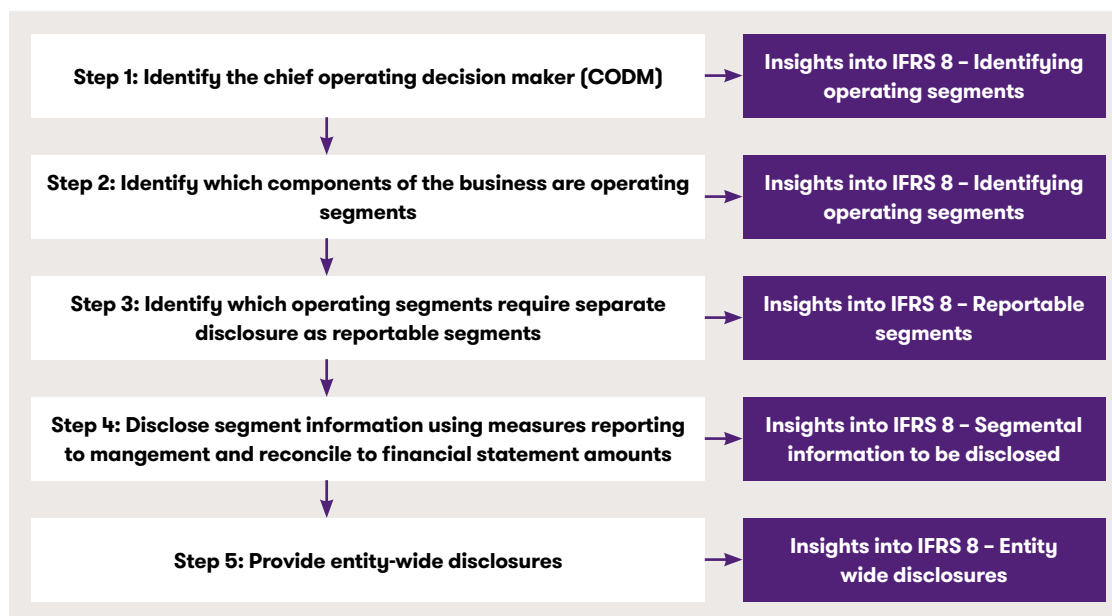 Step 1: Identify the chief operating decision maker (CODM)
Insights into IFRS 8 – Identifying
operating segments
Step 2: Identify which components of the business are operating
segments
Insights into IFRS 8 – Identifying
operating segments
Step 3: Identify which operating segments require separate
disclosure as reportable segments
Insights into IFRS 8 – Reportable
segments
Step 4: Disclose segment information using measures reporting
to mangement and reconcile to financial statement amounts
Insights into IFRS 8 – Segmental
information to be disclosed
Step 5: Provide entity-wide disclosures
Insights into IFRS 8 – Entity
wide disclosures